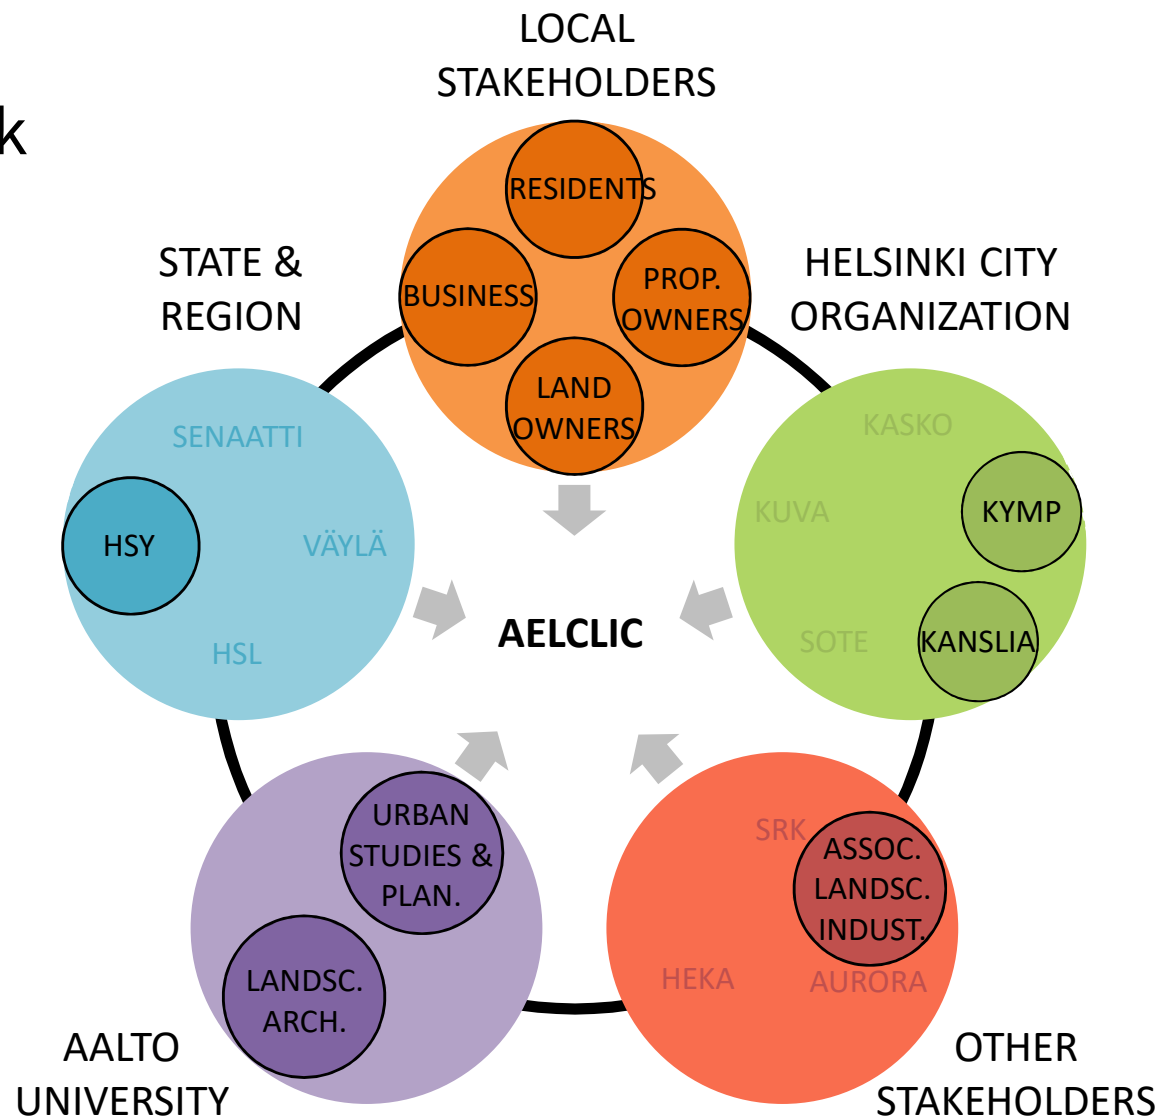 LOCAL
STAKEHOLDERS
k
RESIDENTS
BUSINESS
PROP.
OWNERS
LAND
OWNERS
STATE &
REGION
SENAATTI
HSY
VÄYLÄ
HSL
HELSINKI CITY
ORGANIZATION
KASKO
KUVA
KYMP
SOTE
KANSLIA
AELCLIC
URBAN
STUDIES &
PLAN.
LANDSC.
ARCH.
AALTO
UNIVERSITY
SRK
ASSOC.
LANDSC.
INDUST.
HEKA
AURORA
OTHER
STAKEHOLDERS